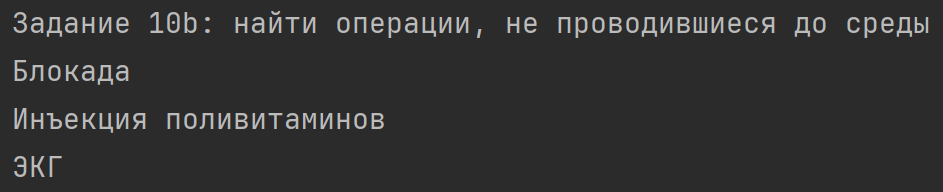 Задание 10b: найти операции, не проводившиеся до среды
Блокада
Инъекция поливитаминов
ЭКГ